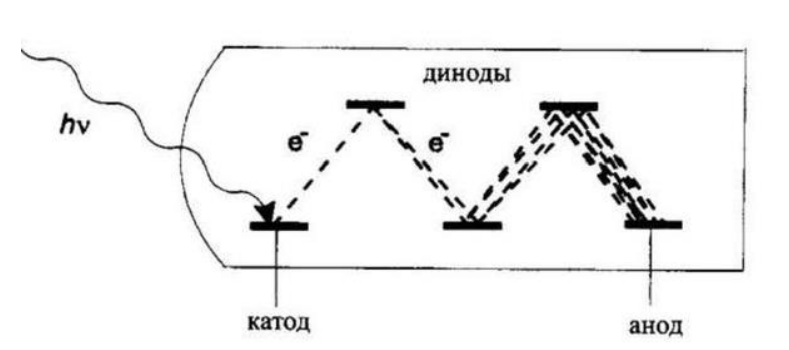 диноды
hν
e⁻
e⁻
катод
анод